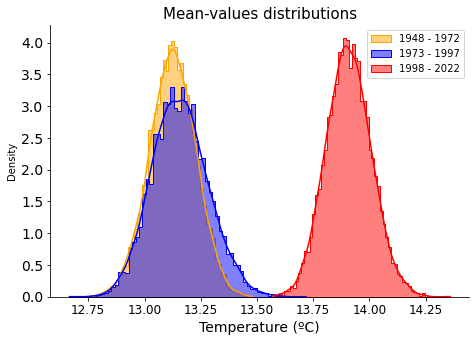 Mean-values distributions
1948 - 1972
1973 - 1997
1998 - 2022
Density
4.0
3.5
3.0
2.5
2.0
1.5
1.0
0.5
0.0
12.75 13.00 13.25 13.50 13.75 14.00 14.25
Temperature (ºC)